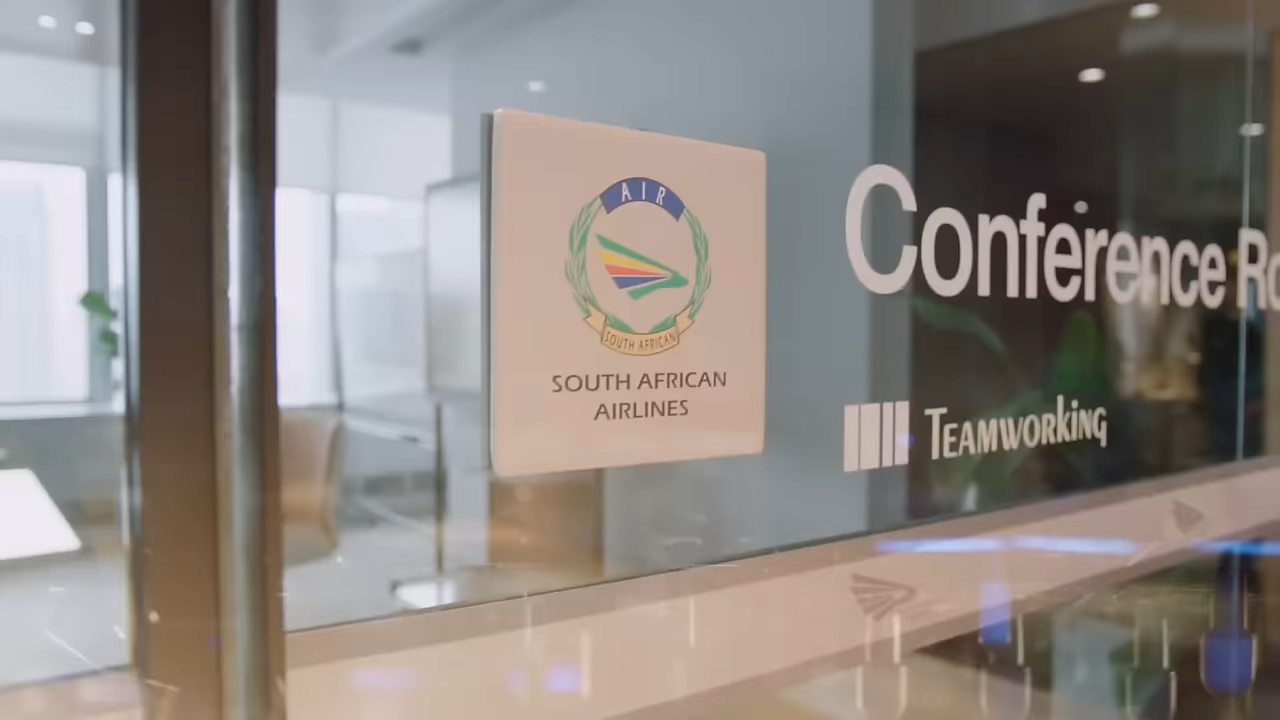 AIR
SOUTH AFRICAN
SOUTH AFRICAN
AIRLINES
Conference
TEAMWORKING